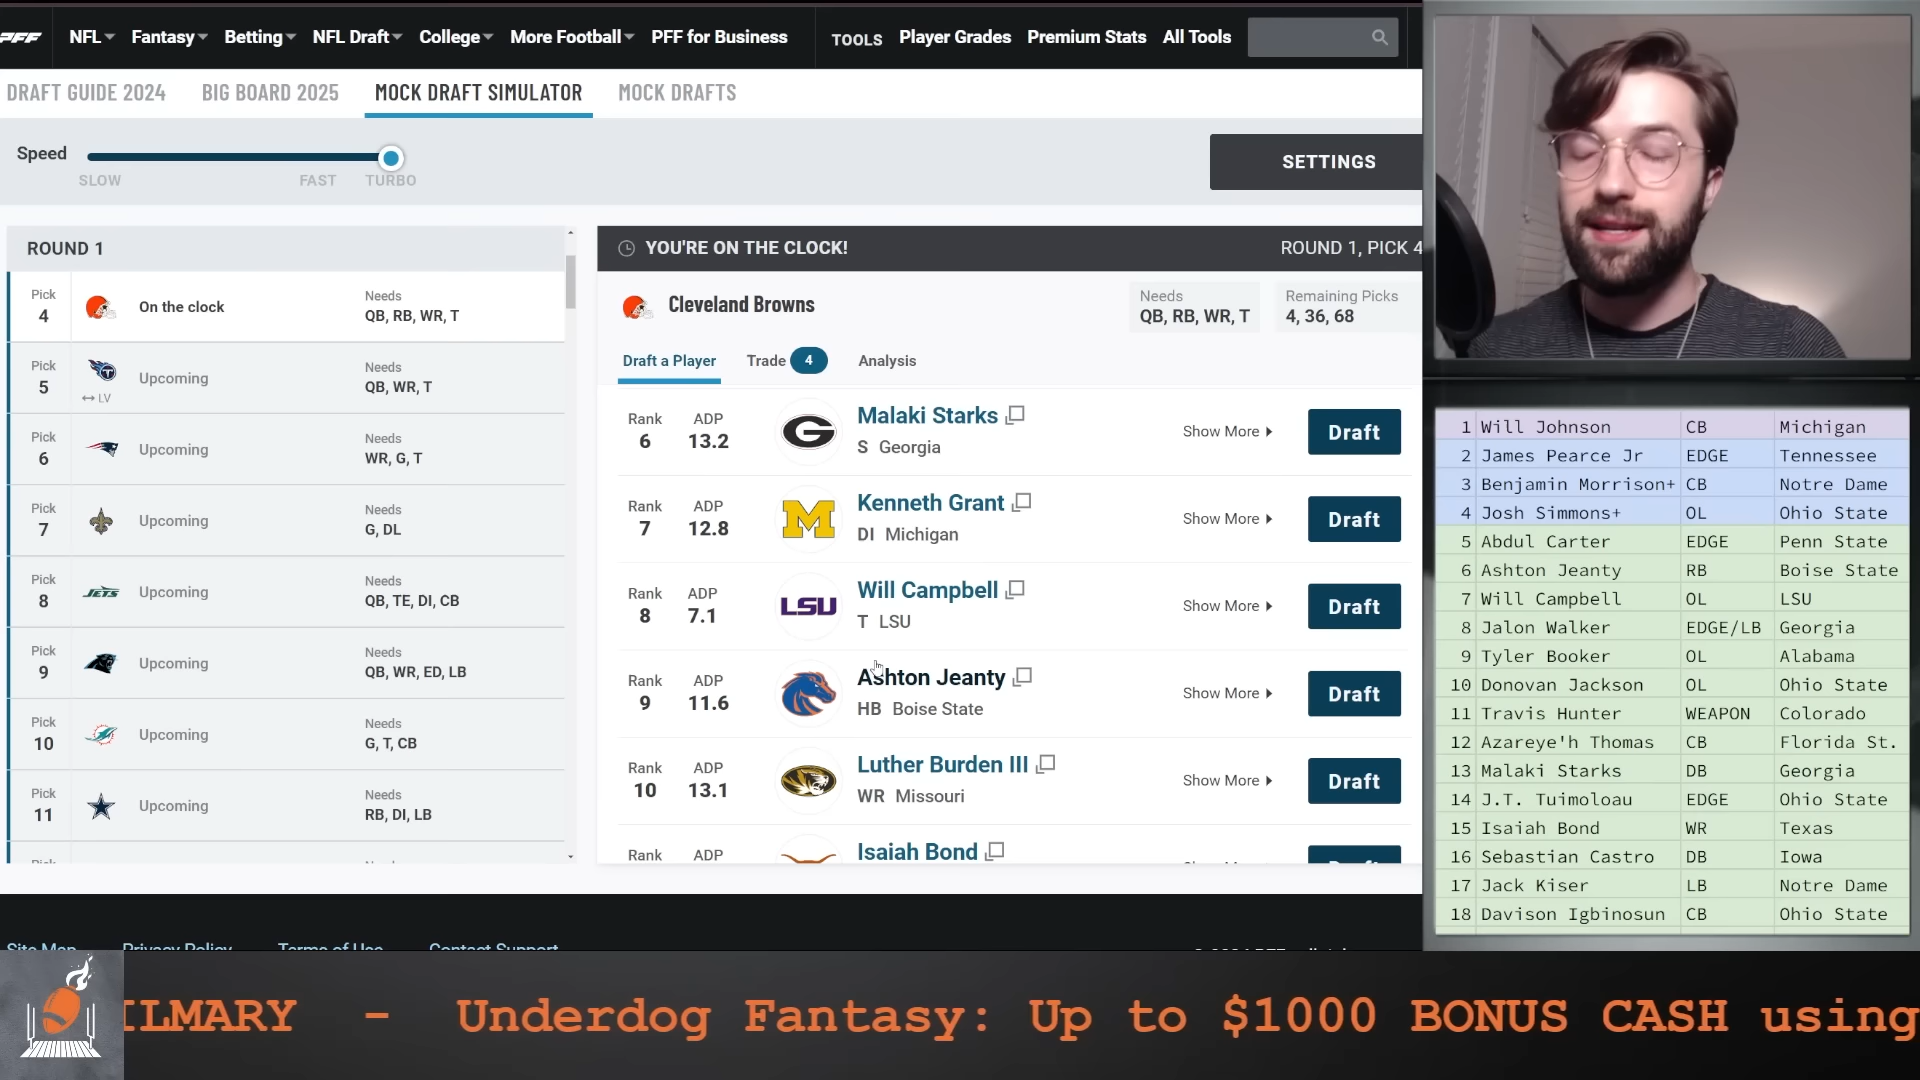 PFF NFL Fantasy Betting NFL Draft College More Football PFF for Business TOOLS Player Grades Premium Stats All Tools
DRAFT GUIDE 2024 BIG BOARD 2025 MOCK DRAFT SIMULATOR MOCK DRAFTS
Speed
SLOW FAST TURBO
SETTINGS
ROUND 1
Pick 4 On the clock Needs QB, RB, WR, T
Pick 5 LV Upcoming Needs QB, WR, T
Pick 6 Upcoming Needs WR, G, T
Pick 7 Upcoming Needs G, DL
Pick 8 JETS Upcoming Needs QB, TE, DI, CB
Pick 9 Upcoming Needs QB, WR, ED, LB
Pick 10 Upcoming Needs G, T, CB
Pick 11 Upcoming Needs RB, DI, LB
YOU'RE ON THE CLOCK! ROUND 1, PICK 4
Cleveland Browns
Needs QB, RB, WR, T
Remaining Picks 4, 36, 68
Draft a Player Trade 4 Analysis
Rank 6 ADP 13.2 G Malaki Starks S Georgia Show More Draft
Rank 7 ADP 12.8 M Kenneth Grant DI Michigan Show More Draft
Rank 8 ADP 7.1 LSU Will Campbell T LSU Show More Draft
Rank 9 ADP 11.6 Ashton Jeanty HB Boise State Show More Draft
Rank 10 ADP 13.1 Luther Burden III WR Missouri Show More Draft
Rank ADP Isaiah Bond
Site Map Privacy Policy Terms of Use Contact Support
1 Will Johnson CB Michigan
2 James Pearce Jr EDGE Tennessee
3 Benjamin Morrison+ CB Notre Dame
4 Josh Simmons+ OL Ohio State
5 Abdul Carter EDGE Penn State
6 Ashton Jeanty RB Boise State
7 Will Campbell OL LSU
8 Jalon Walker EDGE/LB Georgia
9 Tyler Booker OL Alabama
10 Donovan Jackson OL Ohio State
11 Travis Hunter WEAPON Colorado
12 Azareye'h Thomas CB Florida St.
13 Malaki Starks DB Georgia
14 J.T. Tuimoloau EDGE Ohio State
15 Isaiah Bond WR Texas
16 Sebastian Castro DB Iowa
17 Jack Kiser LB Notre Dame
18 Davison Igbinosun CB Ohio State
ILMARY - Underdog Fantasy: Up to $1000 BONUS CASH using